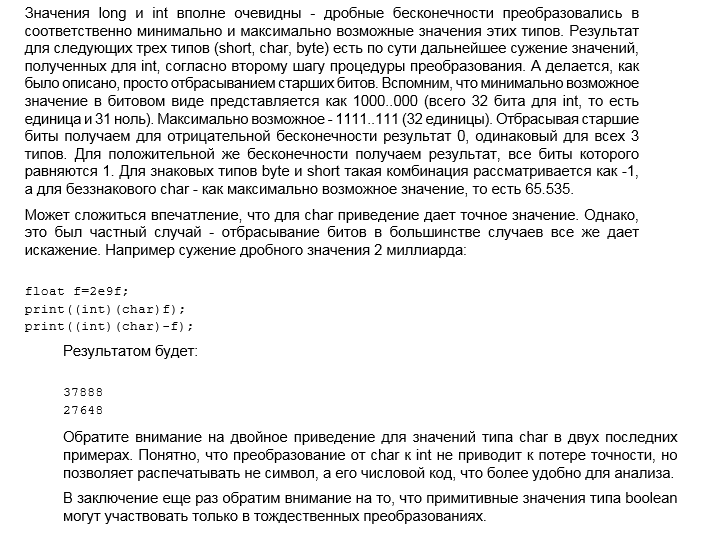 Значения long и int вполне очевидны - дробные бесконечности преобразовались в
соответственно минимально и максимально возможные значения этих типов. Результат
для следующих трех типов (short, char, byte) есть по сути дальнейшее сужение значений,
полученных для int, согласно второму шагу процедуры преобразования. А делается, как
было описано, просто отбрасыванием старших битов. Вспомним, что минимально возможное
значение в битовом виде представляется как 1000..000 (всего 32 бита для int, то есть
единица и 31 ноль). Максимально возможное - 1111..111 (32 единицы). Отбрасывая старшие
биты получаем для отрицательной бесконечности результат 0, одинаковый для всех 3
типов. Для положительной же бесконечности получаем результат, все биты которого
равняются 1. Для знаковых типов byte и short такая комбинация рассматривается как -1,
а для беззнакового char - как максимально возможное значение, то есть 65.535.
Может сложиться впечатление, что для char приведение дает точное значение. Однако,
это был частный случай - отбрасывание битов в большинстве случаев все же дает
искажение. Например сужение дробного значения 2 миллиарда:
float f=2e9f;
print((int)(char)f);
print((int)(char)-f);
Результатом будет:
37888
27648
Обратите внимание на двойное приведение для значений типа char в двух последних
примерах. Понятно, что преобразование от char к int не приводит к потере точности, но
позволяет распечатывать не символ, а его числовой код, что более удобно для анализа.
В заключение еще раз обратим внимание на то, что примитивные значения типа boolean
могут участвовать только в тождественных преобразованиях.